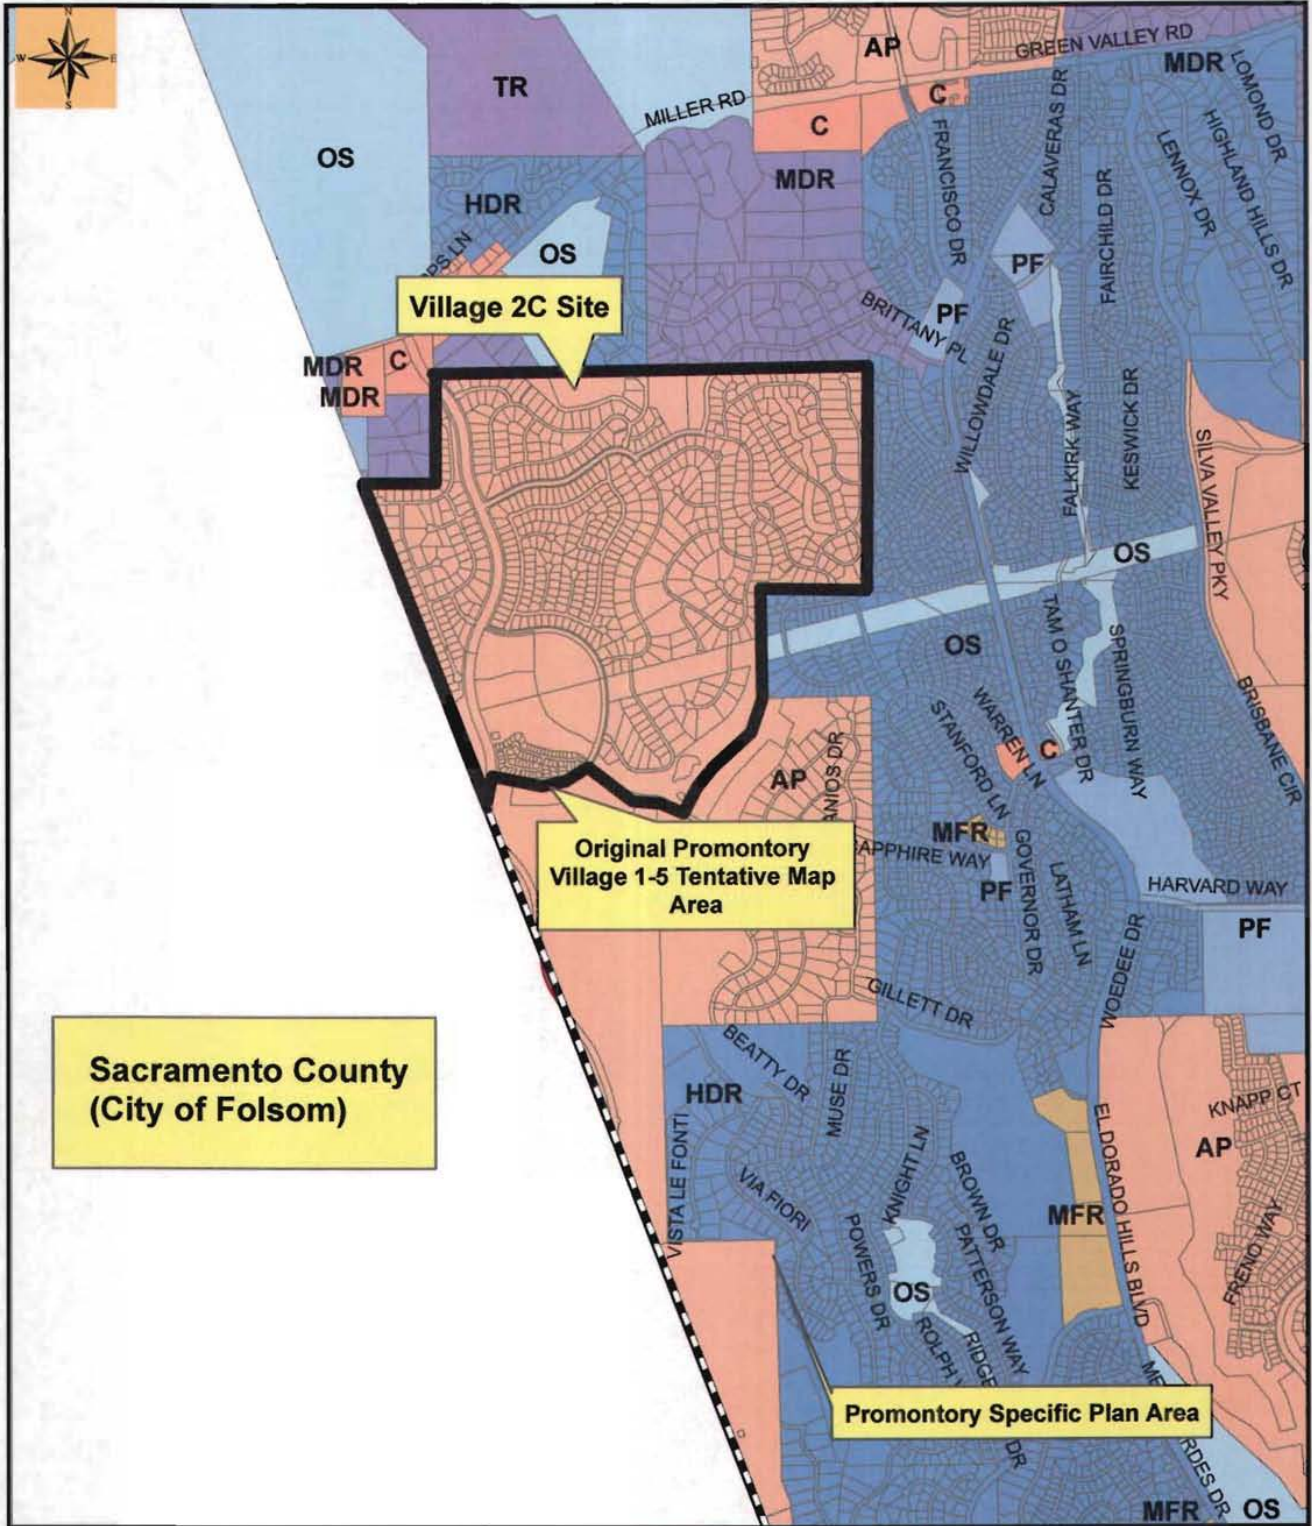 N
W
E
S
AP
GREEN VALLEY RD
MDR
TR
LOMOND DR
MILLER RD
C
C
CALAVERAS DR
HIGHLAND HILLS DR
LENNOX DR
FRANCISCO DR
FAIRCHILD DR
OS
MDR
HDR
OS
PF
PF
BRITTANY PL
Village 2C Site
MDR
C
MDR
WILLOWDALE DR
FALKIRK WAY
KESWICK DR
SILVA VALLEY PKY
OS
OS
TAM O SHANTER DR
SPRINGBURN WAY
BRISBANE CIR
WARREN LN
STANFORD LN
C
AP
Original Promontory
Village 1-5 Tentative Map
Area
MFR
SAPPHIRE WAY
PF
GOVERNOR DR
LATHAM LN
HARVARD WAY
PF
WOEDEE DR
GILLETT DR
Sacramento County
(City of Folsom)
BEATTY DR
MUSE DR
HDR
KNAPP CT
EL DORADO HILLS BLVD
AP
VISTA LE FONTI
VIA FIORI
KNIGHT LN
BROWN DR
PATTERSON WAY
MFR
FRENO WAY
POWERS DR
OS
ROLPH
Promontory Specific Plan Area
DR
MFR
OS